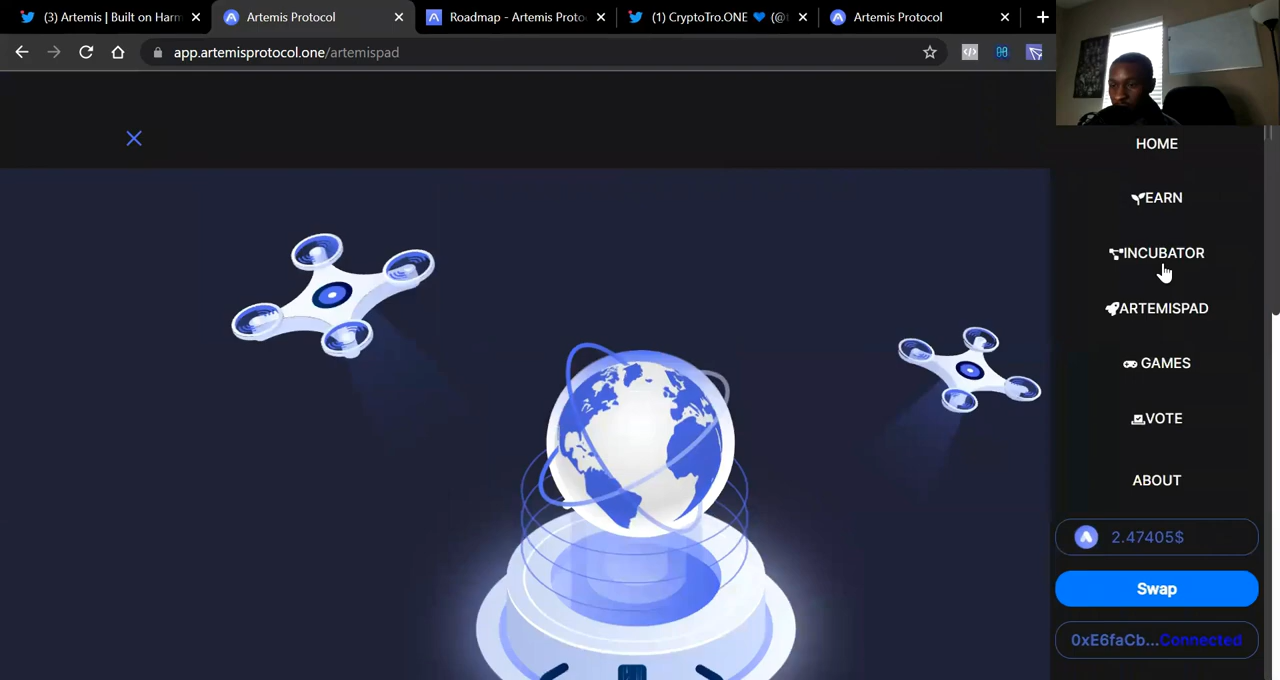 (3) Artemis | Built on Harm
Artemis Protocol
Roadmap - Artemis Proto
(1) CryptoTro.ONE 💙 (@t
Artemis Protocol
app.artemisprotocol.one/artemispad
HOME
EARN
INCUBATOR
ARTEMISPAD
GAMES
VOTE
ABOUT
2.47405$
Swap
0xE6faCb...Connected